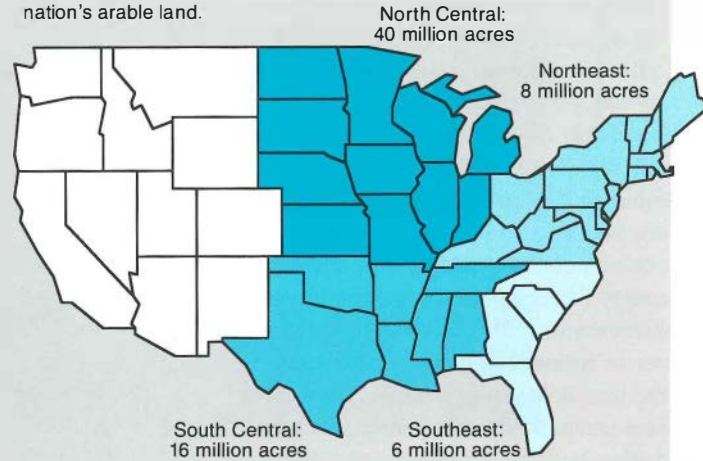 nation's arable land.
North Central:
40 million acres
Northeast:
8 million acres
South Central:
16 million acres
Southeast:
6 million acres